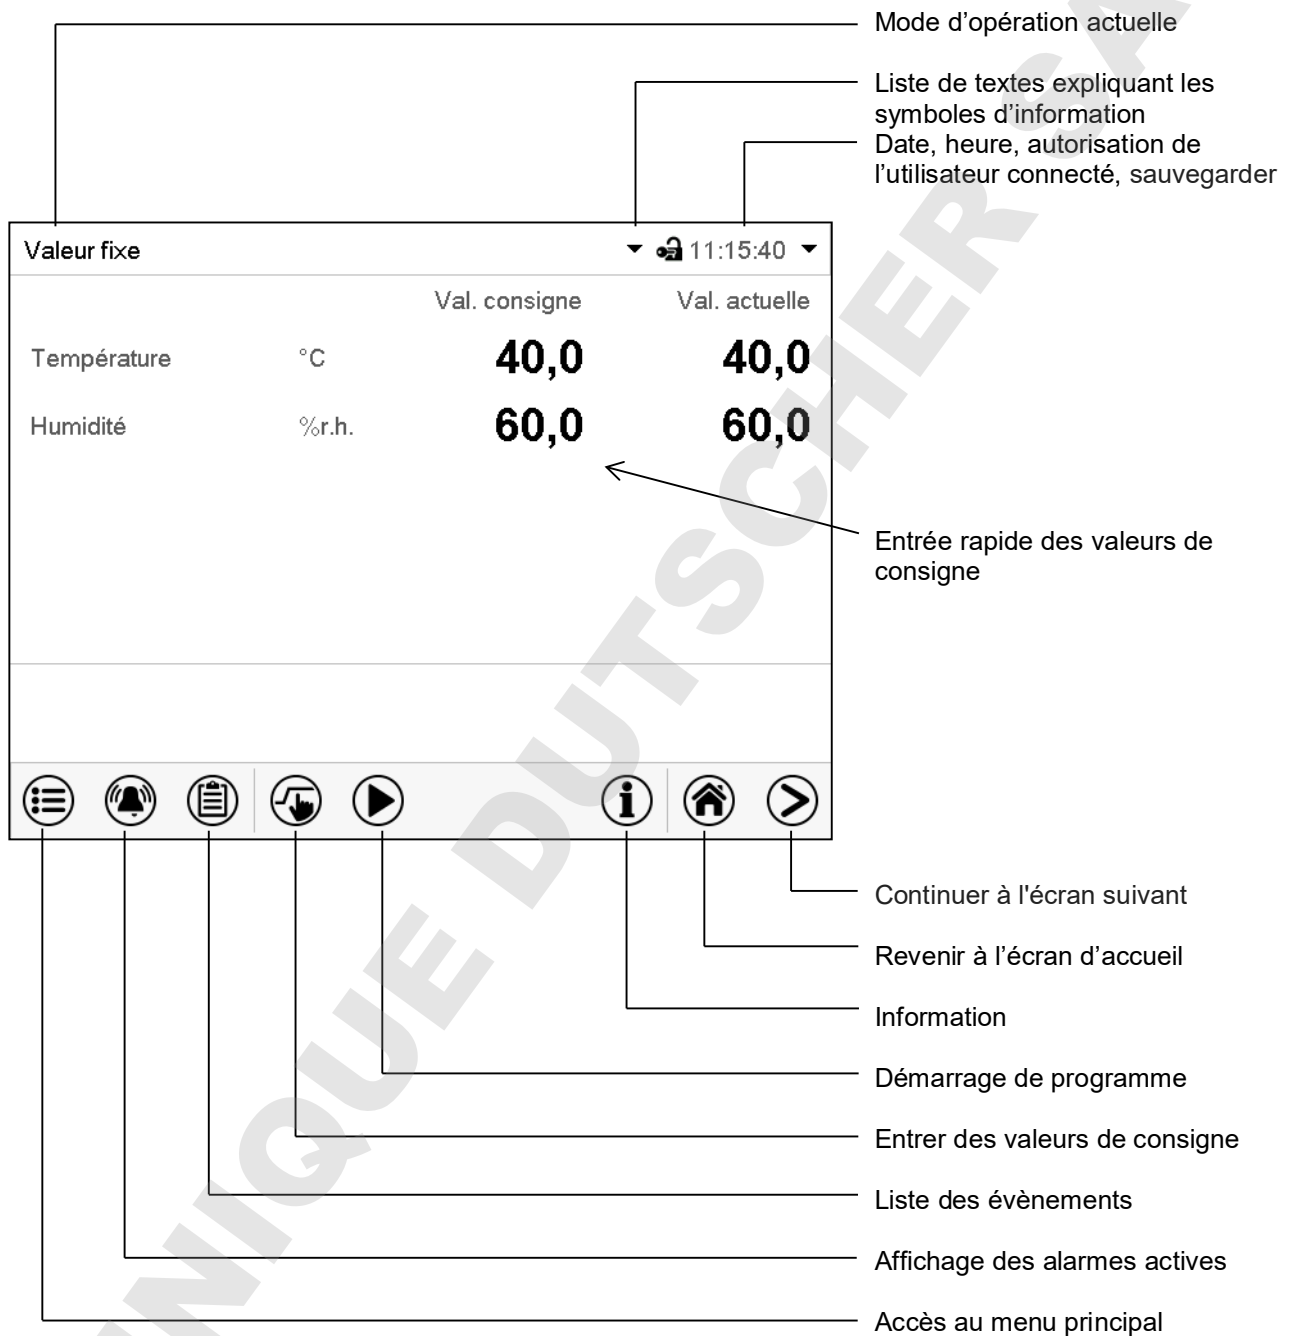 Mode d’opération actuelle
Liste de textes expliquant les
symboles d’information
Date, heure, autorisation de
l’utilisateur connecté, sauvegarder
Valeur fixe
11:15:40
Val. consigne Val. actuelle
Température °C 40,0 40,0
Humidité %r.h. 60,0 60,0
Entrée rapide des valeurs de
consigne
Continuer à l'écran suivant
Revenir à l’écran d’accueil
Information
Démarrage de programme
Entrer des valeurs de consigne
Liste des évènements
Affichage des alarmes actives
Accès au menu principal
NIQUE DUTSCHER SA